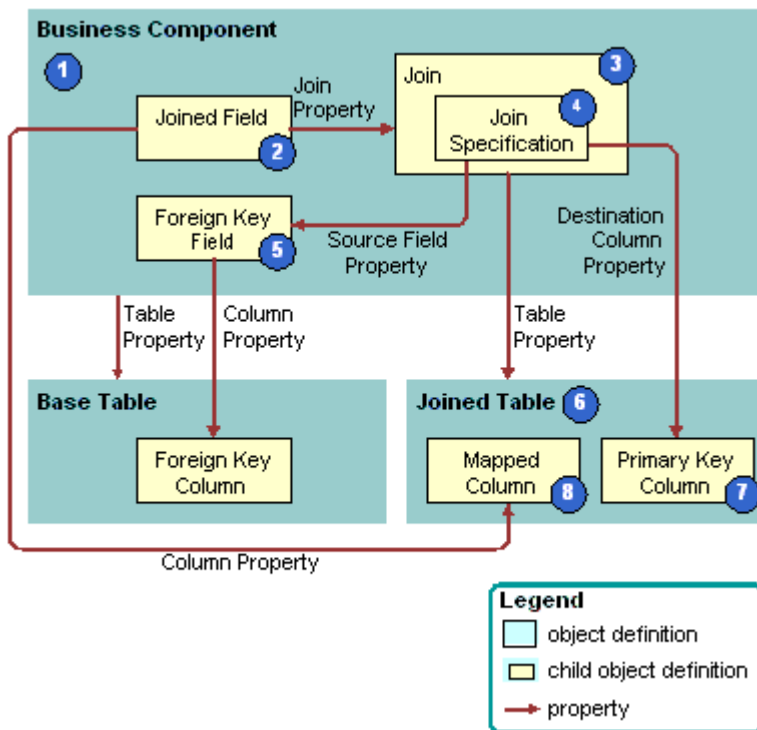 Business Component
1
Joined Field
2
Join
Property
Join
3
Join
Specification
4
Foreign Key
Field
5
Source Field
Property
Destination
Column
Property
Table
Property
Column
Property
Table
Property
Base Table
Foreign Key
Column
Joined Table
6
Mapped
Column
8
Primary Key
Column
7
Column Property
Legend
object definition
child object definition
property